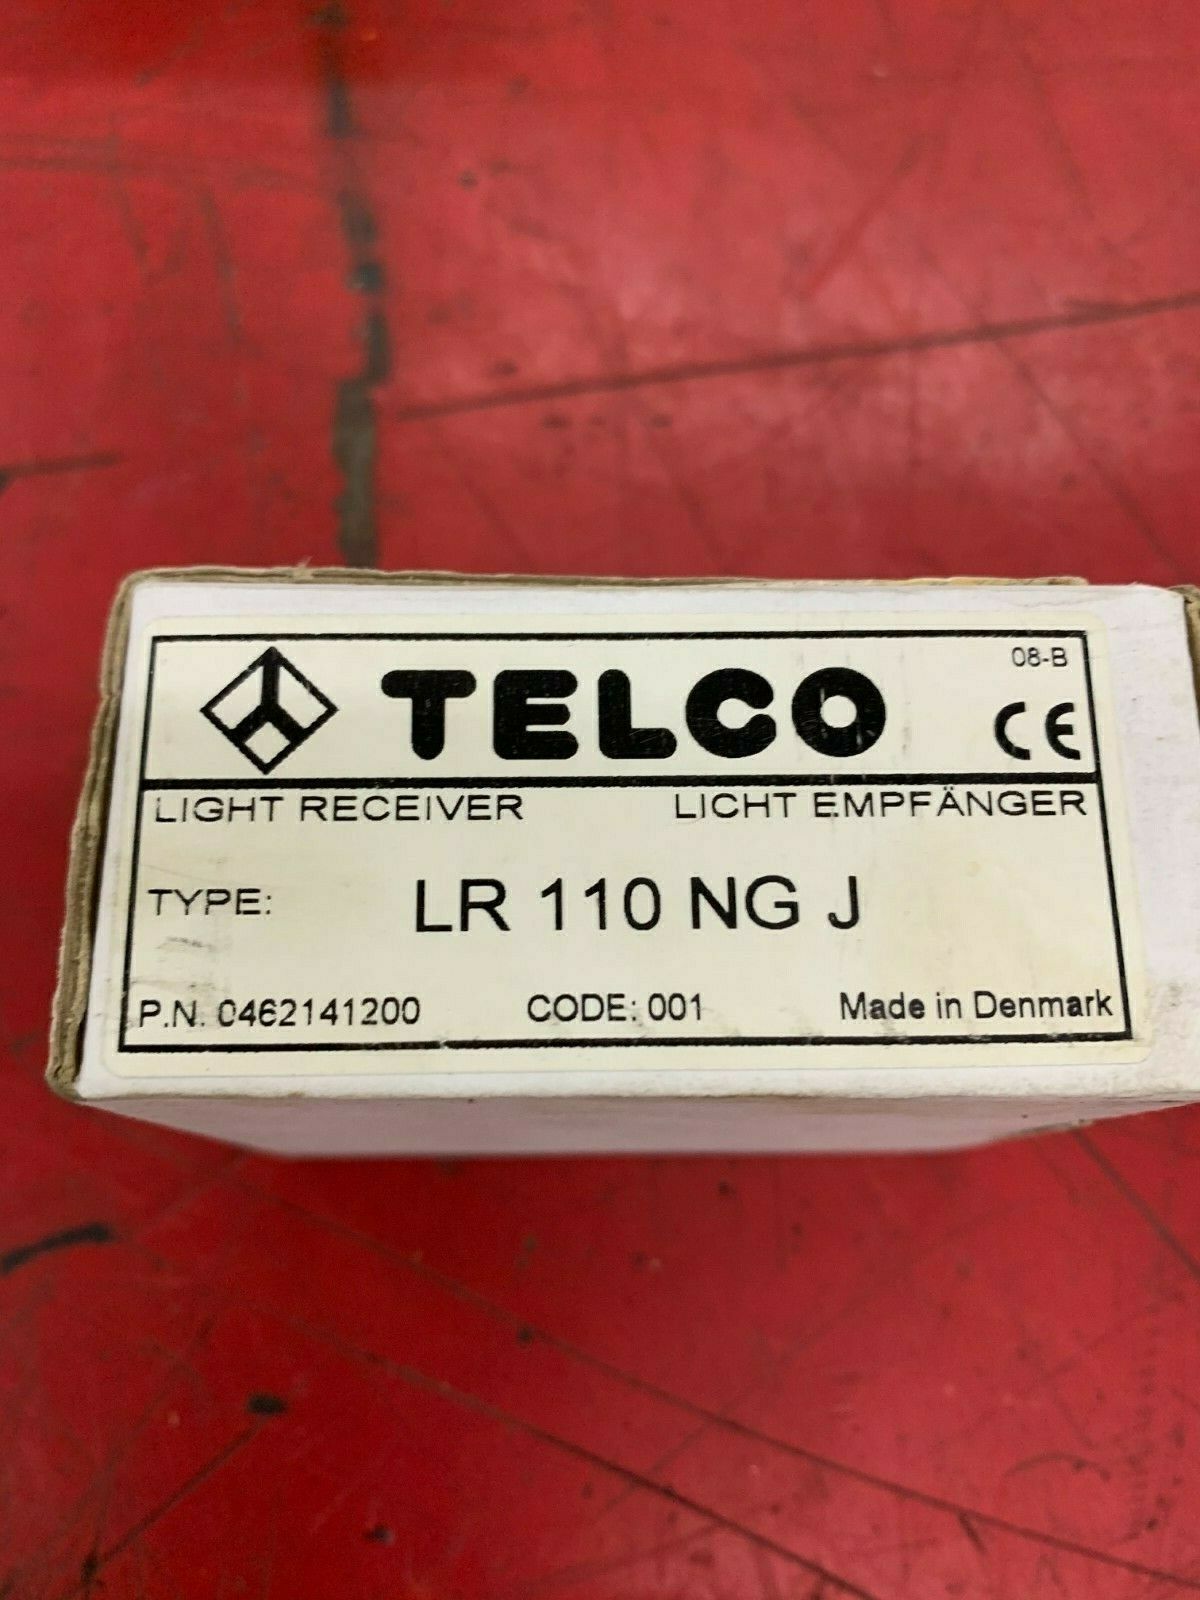 08-B
TELCO CE
LIGHT RECEIVER LICHT EMPFÄNGER
TYPE: LR 110 NG J
P.N. 0462141200 CODE: 001 Made in Denmark